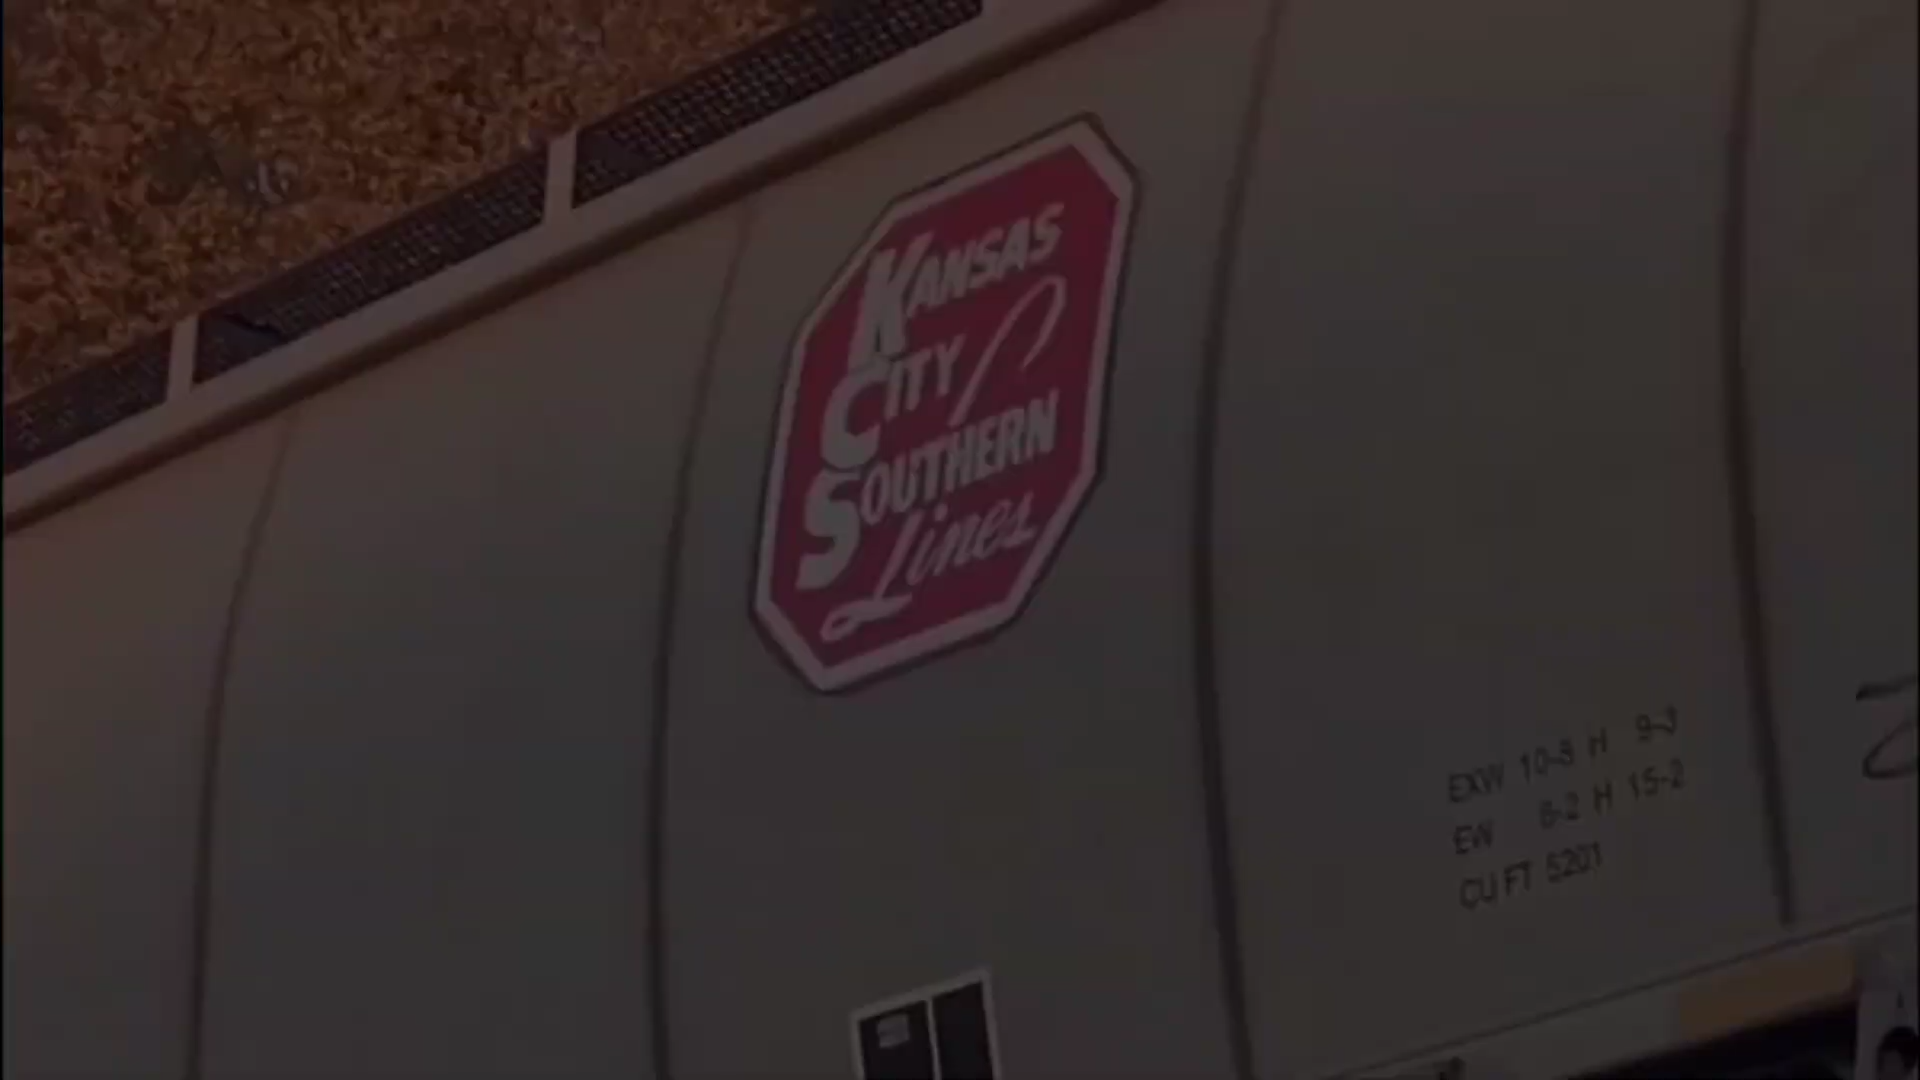 KANSAS
CITY
SOUTHERN
Lines
EXW 10-8 H 9-3
EW 8-2 H 15-2
CU FT 5201